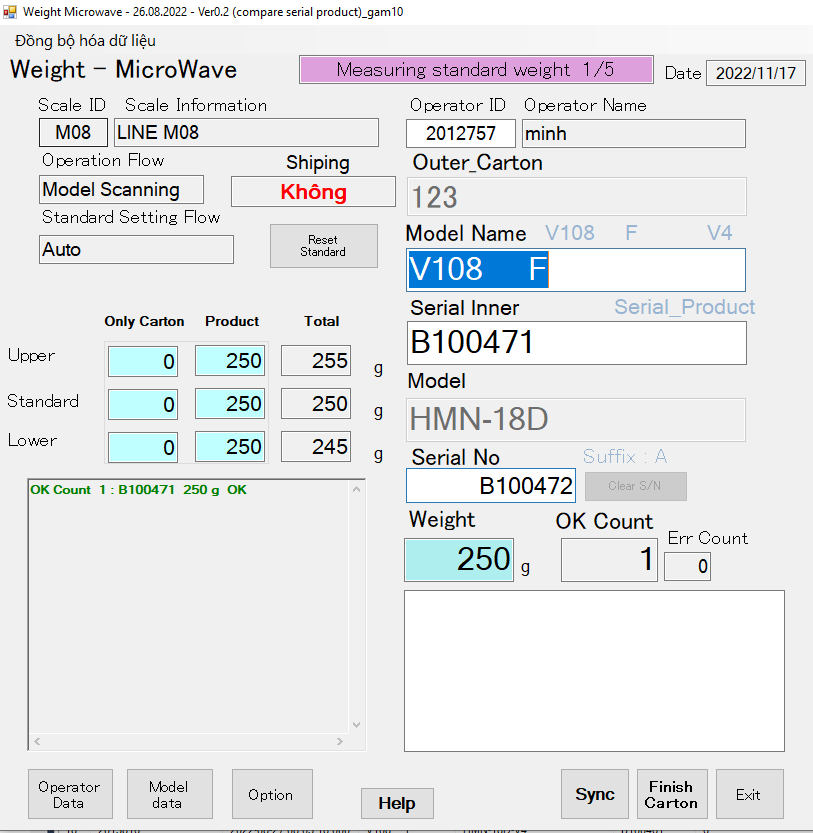 Weight Microwave - 26.08.2022 - Ver0.2 (compare serial product)_gam10
Đồng bộ hóa dữ liệu
Weight - MicroWave
Measuring standard weight 1/5
Date 2022/11/17
Scale ID Scale Information
M08 LINE M08
Operator ID Operator Name
2012757 minh
Operation Flow
Model Scanning
Shiping
Không
Standard Setting Flow
Auto
Reset
Standard
Outer_Carton
123
Model Name V108 F V4
V108 F
Serial Inner Serial_Product
B100471
Model
HMN-18D
Serial No Suffix : A
B100472 Clear S/N
Weight OK Count Err Count
250 g 1 0
Only Carton Product Total
Upper 0 250 255 g
Standard 0 250 250 g
Lower 0 250 245 g
OK Count 1 : B100471 250 g OK
Operator
Data
Model
data
Option
Help
Sync
Finish
Carton
Exit